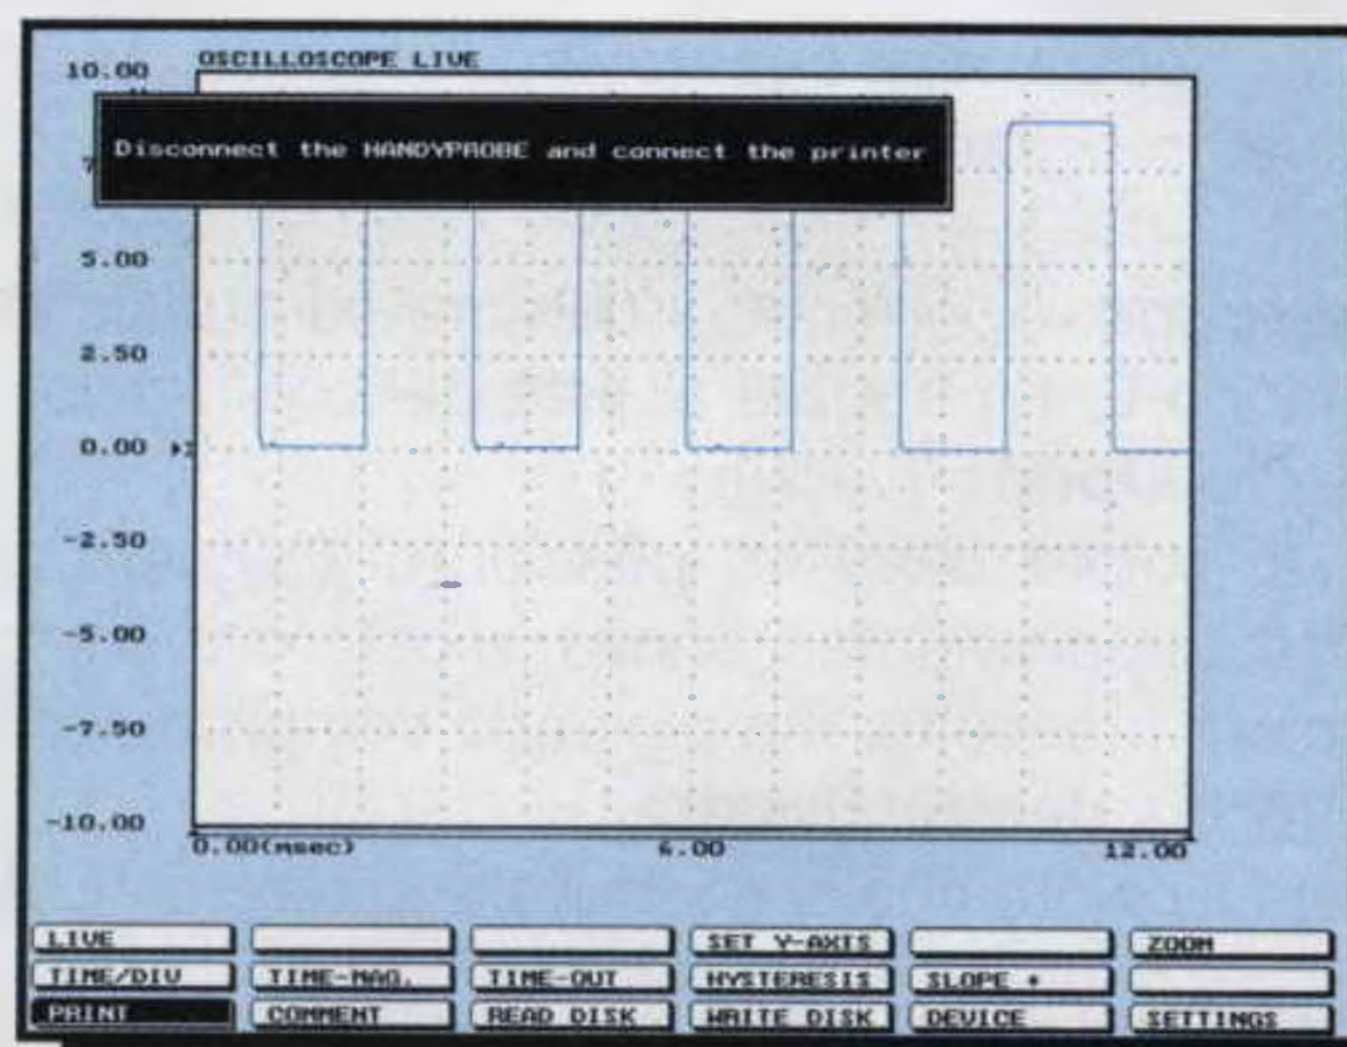 OSCILLOSCOPE LIVE
10.00
Disconnect the HANDYPROBE and connect the printer
7
5.00
2.50
0.00
-2.50
-5.00
-7.50
-10.00
0.00(msec) 6.00 12.00
LIVE SET Y-AXIS ZOOM
TIME/DIV TIME-MAG. TIME-OUT HYSTERESIS SLOPE +
PRINT COMMENT READ DISK WRITE DISK DEVICE SETTINGS